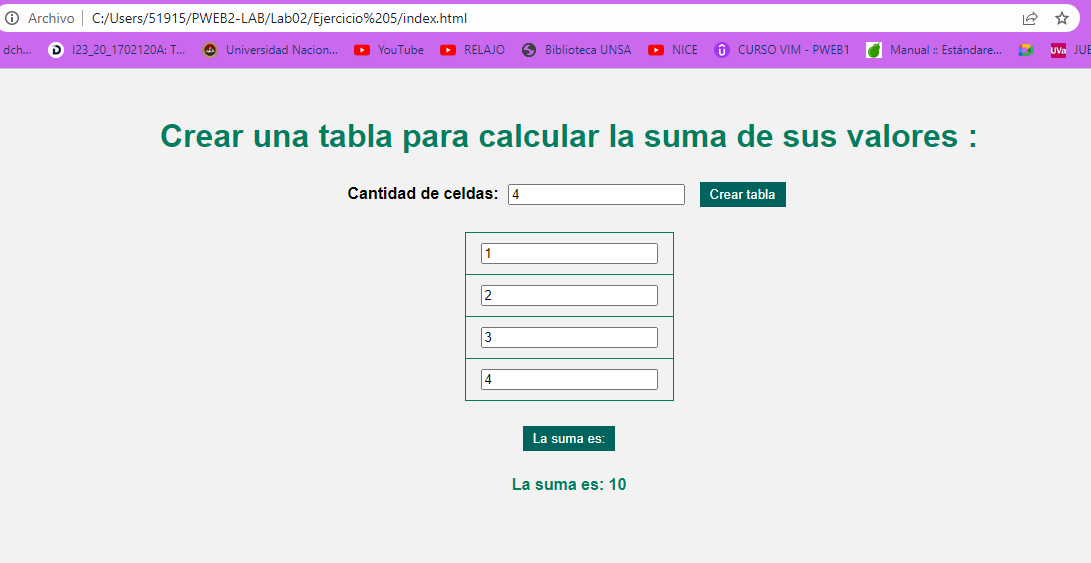 Archivo | C:/Users/51915/PWEB2-LAB/Lab02/Ejercicio%205/index.html
dch... I23_20_1702120A: T... Universidad Nacion... YouTube RELAJO Biblioteca UNSA NICE CURSO VIM - PWEB1 Manual :: Estándare... UVa JUE
Crear una tabla para calcular la suma de sus valores :
Cantidad de celdas: 4 Crear tabla
1
2
3
4
La suma es:
La suma es: 10